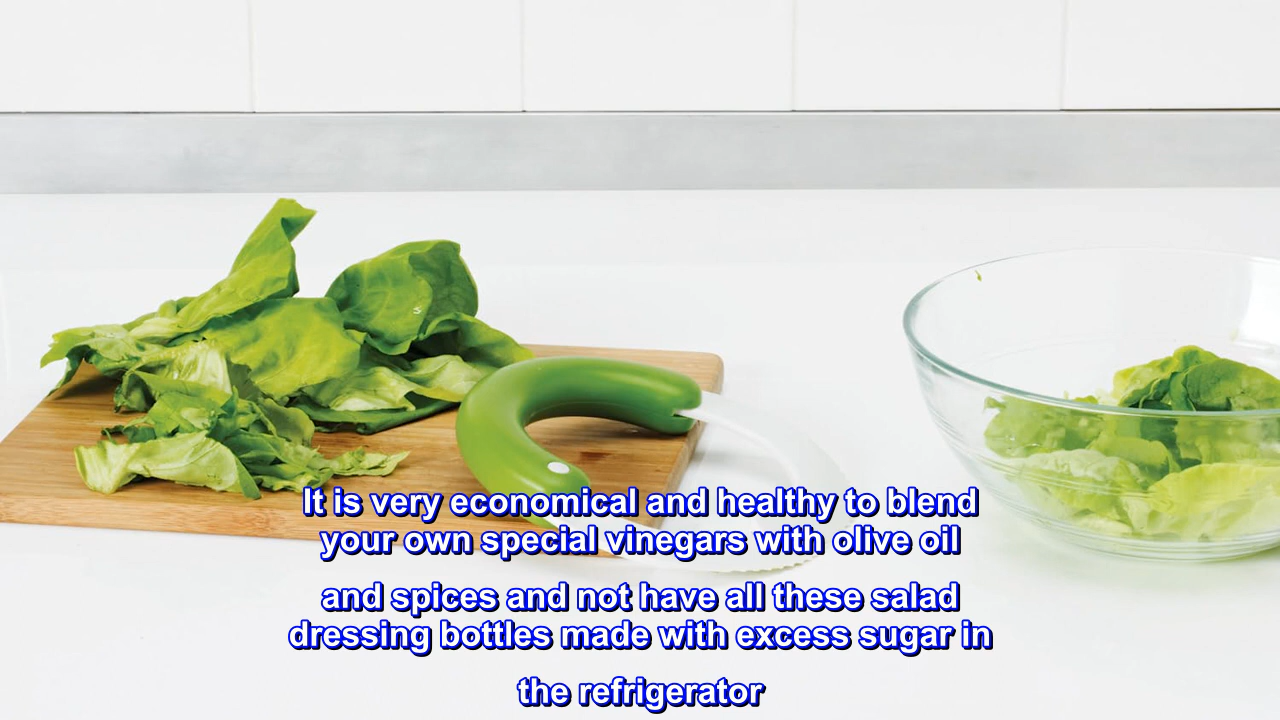 It is very economical and healthy to blend
your own special vinegars with olive oil
and spices and not have all these salad
dressing bottles made with excess sugar in
the refrigerator